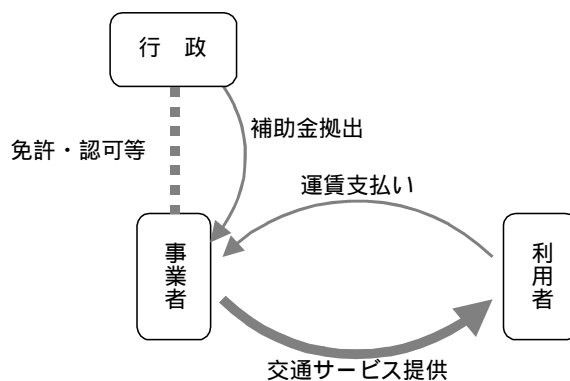 行　政
補助金拠出
免許・認可等
運賃支払い
事業者
利用者
交通サービス提供